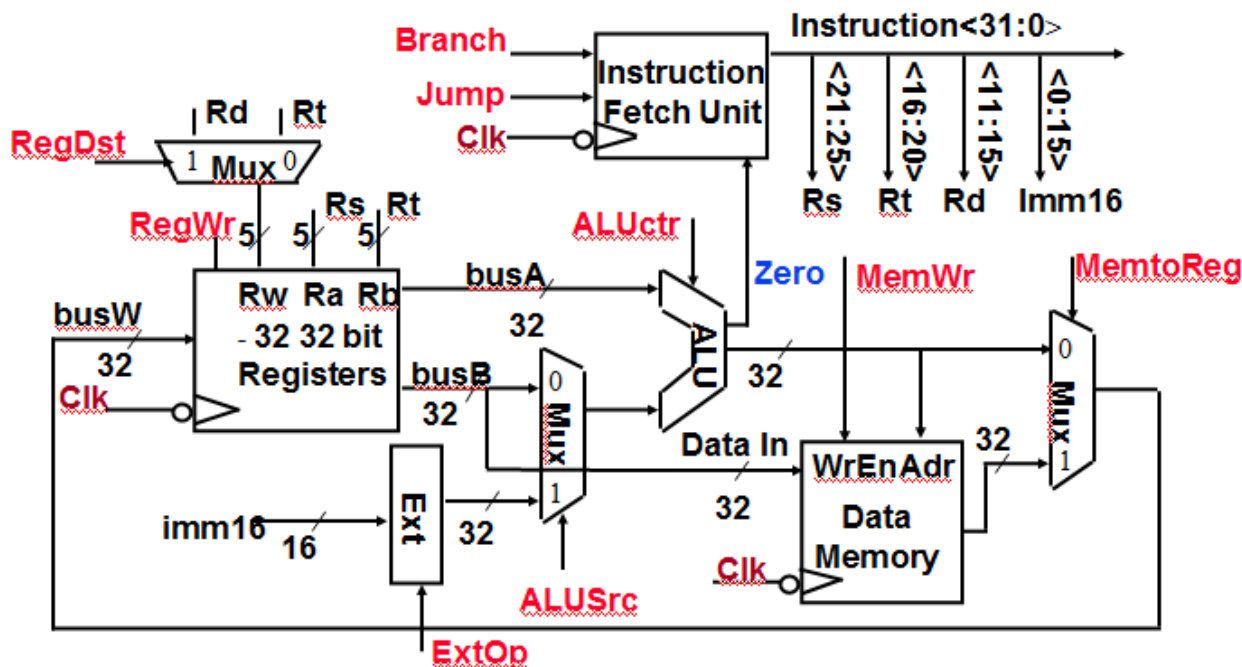 Branch
Jump
Clk
Instruction
Fetch Unit
Instruction<31:0>
<21:25>
<16:20>
<11:15>
<0:15>
Rs
Rt
Rd
Imm16
Rd
Rt
RegDst
1
Mux
0
RegWr
5
5
Rs
5
Rt
busW
32
Clk
Rw
Ra
Rb
- 32 32 bit
Registers
busA
32
busB
32
ALUctr
ALU
Zero
32
0
Mux
1
imm16
16
Ext
32
ExtOp
ALUSrc
Data In
32
MemWr
WrEn
Adr
Data
Memory
Clk
32
MemtoReg
0
Mux
1